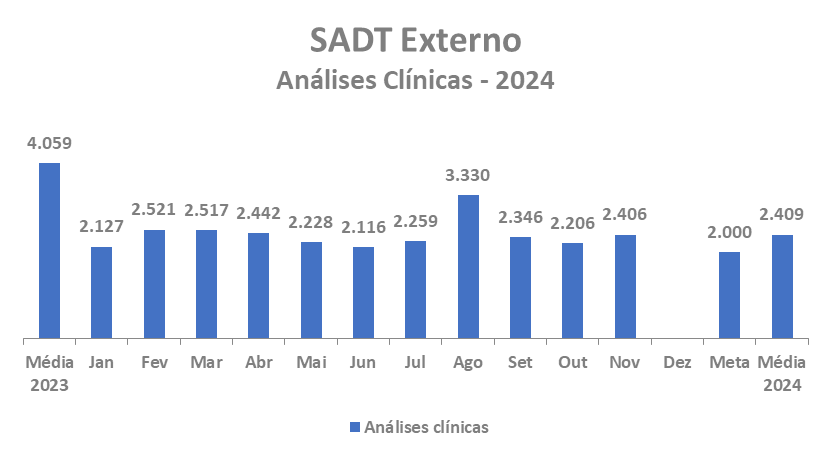 SADT Externo
Análises Clínicas - 2024
4.059
2.127
2.521
2.517
2.442
2.228
2.116
2.259
3.330
2.346
2.206
2.406
2.000
2.409
Média 2023
Jan
Fev
Mar
Abr
Mai
Jun
Jul
Ago
Set
Out
Nov
Dez
Meta
Média 2024
Análises clínicas